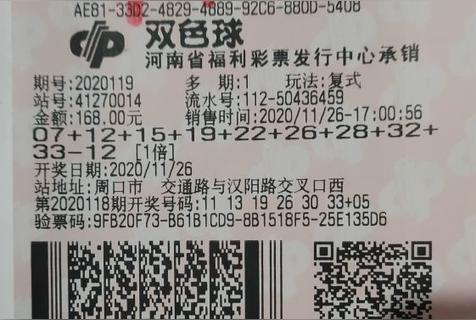 AE81-33D2-4829-4689-92C6-880D-5408
双色球
河南省福利彩票发行中心承销
期号:2020119 多 期:1 玩法:复式
站号:41270014 流水号:112-50436459
金额:168.00元 销售时间:2020/11/26-17:00:56
07+12+15+19+22+26+28+32+
33-12 [1倍]
开奖日期:2020/11/26
站地址:周口市 交通路与汉阳路交叉口西
第2020118期开奖号码:11 13 19 26 30 33+05
验票码:9FB20F73-B61B1CD9-8B1518F5-25E135D6